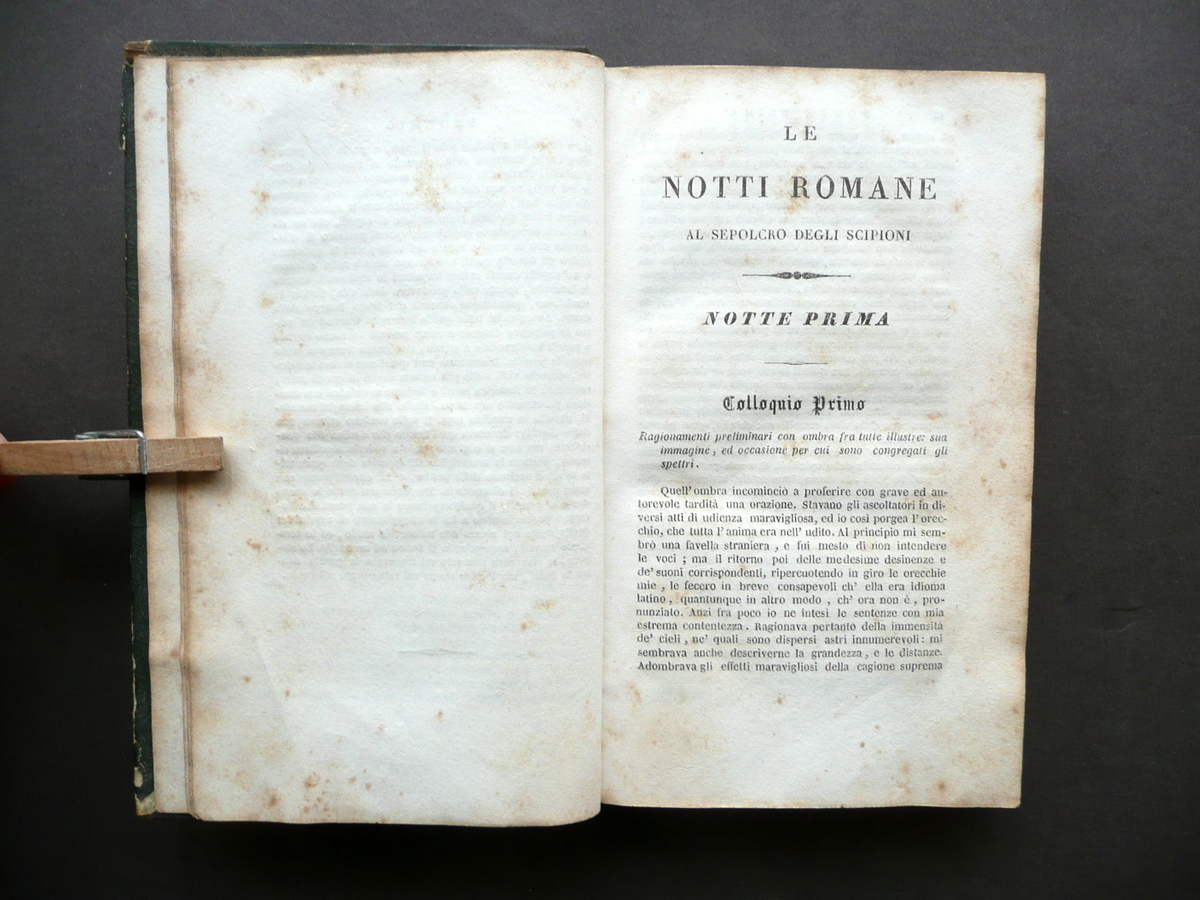 LE
NOTTI ROMANE
AL SEPOLCRO DEGLI SCIPIONI
NOTTE PRIMA
Colloquio Primo
Ragionamenti preliminari con ombra fra tutte illustre: sua
immagine, ed occasione per cui sono congregati gli
spettri.
Quell' ombra incominciò a proferire con grave ed au-
torevole tardità una orazione. Stavano gli ascoltatori in di-
versi atti di udienza maravigliosa, ed io così porgea l'orec-
chio, che tutta l'anima era nell' udito. Al principio mi sem-
brò una favella straniera, e fui mesto di non intendere
le voci; ma il ritorno poi delle medesime desinenze e
de' suoni corrispondenti, ripercuotendo in giro le orecchie
mie, le fecero in breve consapevoli ch' ella era idioma
latino, quantunque in altro modo, ch' ora non è, pro-
nunziato. Anzi fra poco io ne intesi le sentenze con mia
estrema contentezza. Ragionava pertanto della immensità
de' cieli, ne' quali sono dispersi astri innumerevoli: mi
sembrava anche descriverne la grandezza, e le distanze.
Adombrava gli effetti maravigliosi della cagione suprema